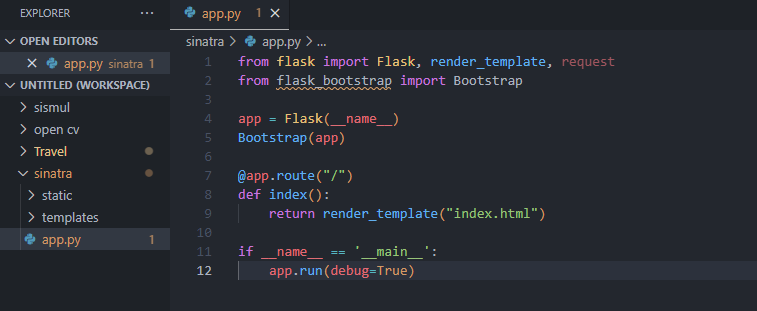 EXPLORER
...
app.py 1 ×
OPEN EDITORS
× app.py sinatra 1
UNTITLED (WORKSPACE)
sismul
open cv
Travel
sinatra
static
templates
app.py 1
sinatra > app.py > ...
1 from flask import Flask, render_template, request
2 from flask_bootstrap import Bootstrap
3
4 app = Flask(__name__)
5 Bootstrap(app)
6
7 @app.route("/")
8 def index():
9 return render_template("index.html")
10
11 if __name__ == '__main__':
12 app.run(debug=True)